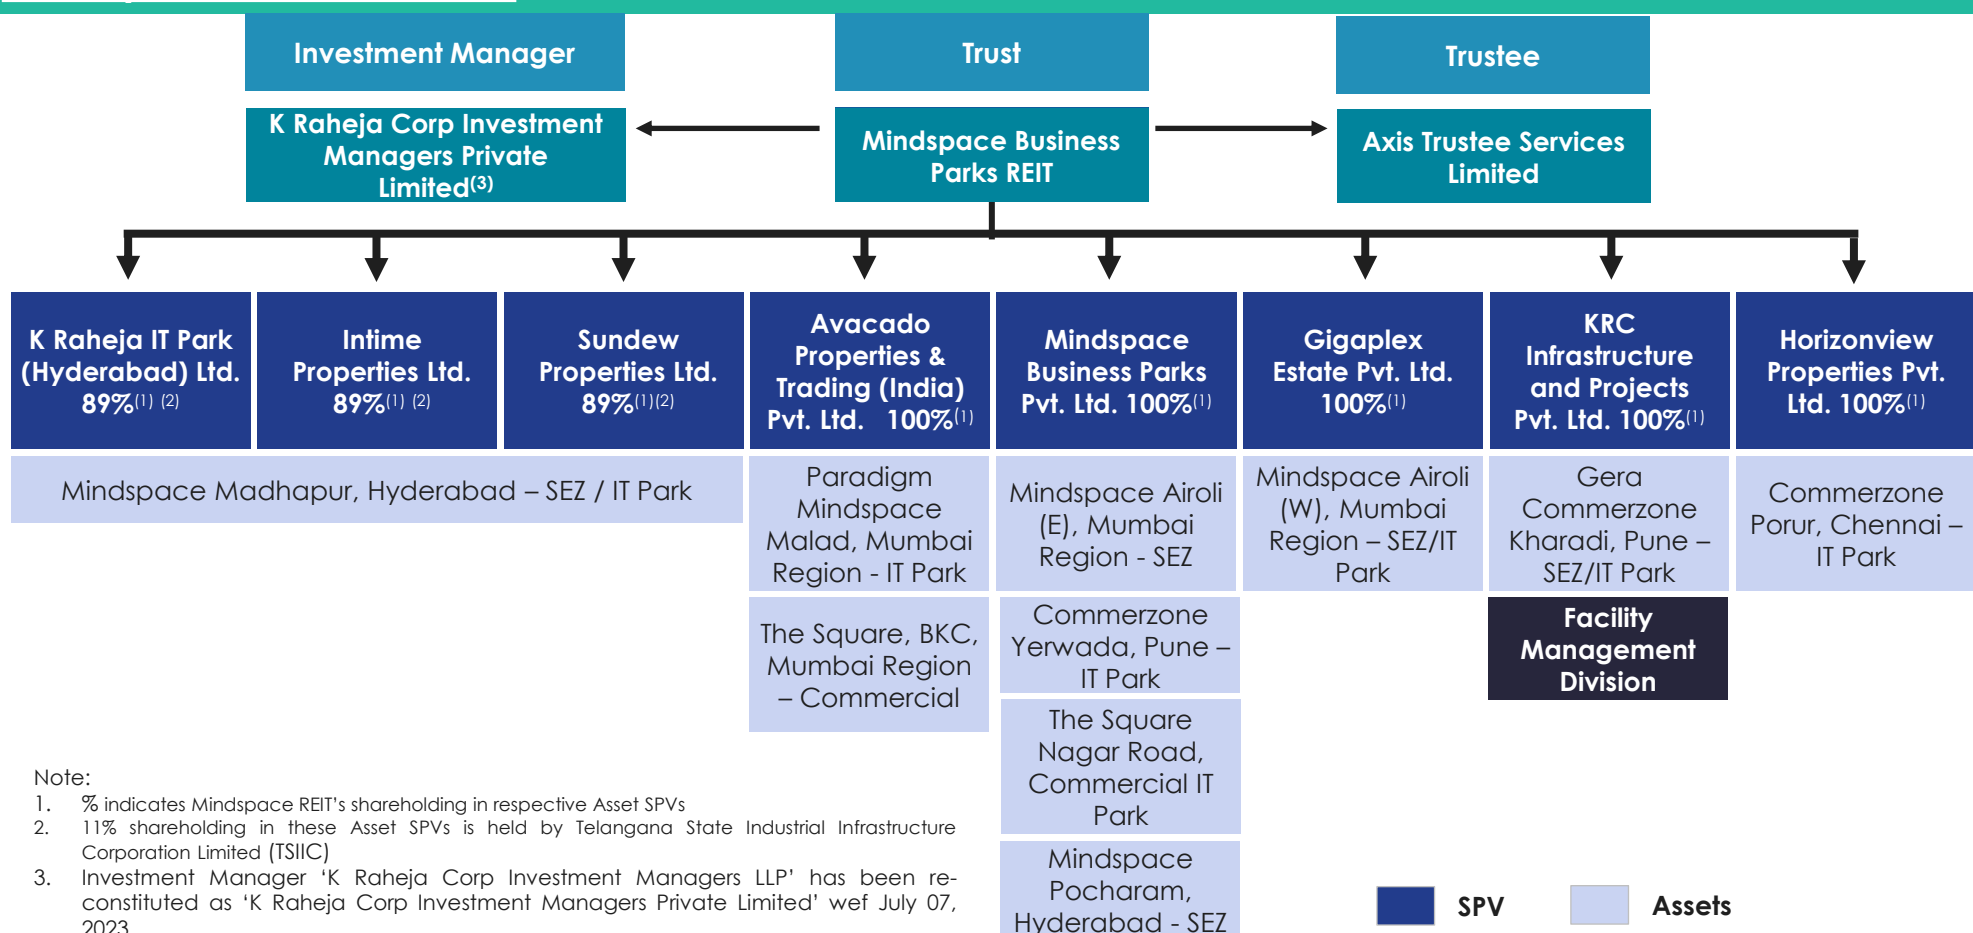 Investment Manager
Trust
Trustee
K Raheja Corp Investment
Managers Private
Limited(3)
Mindspace Business
Parks REIT
Axis Trustee Services
Limited
K Raheja IT Park
(Hyderabad) Ltd.
89%(1) (2)
Intime
Properties Ltd.
89%(1) (2)
Sundew
Properties Ltd.
89%(1)(2)
Avacado
Properties &
Trading (India)
Pvt. Ltd. 100%(1)
Mindspace
Business Parks
Pvt. Ltd. 100%(1)
Gigaplex
Estate Pvt. Ltd.
100%(1)
KRC
Infrastructure
and Projects
Pvt. Ltd. 100%(1)
Horizonview
Properties Pvt.
Ltd. 100%(1)
Mindspace Madhapur, Hyderabad – SEZ / IT Park
Paradigm
Mindspace
Malad, Mumbai
Region - IT Park
Mindspace Airoli
(E), Mumbai
Region - SEZ
Mindspace Airoli
(W), Mumbai
Region – SEZ/IT
Park
Gera
Commerzone
Kharadi, Pune –
SEZ/IT Park
Commerzone
Porur, Chennai –
IT Park
The Square, BKC,
Mumbai Region
– Commercial
Commerzone
Yerwada, Pune –
IT Park
Facility
Management
Division
The Square
Nagar Road,
Commercial IT
Park
Mindspace
Pocharam,
Hyderabad - SEZ
Note:
1. % indicates Mindspace REIT's shareholding in respective Asset SPVs
2. 11% shareholding in these Asset SPVs is held by Telangana State Industrial Infrastructure
Corporation Limited (TSIIC)
3. Investment Manager ‘K Raheja Corp Investment Managers LLP’ has been re-
constituted as ‘K Raheja Corp Investment Managers Private Limited’ wef July 07,
2023
SPV
Assets